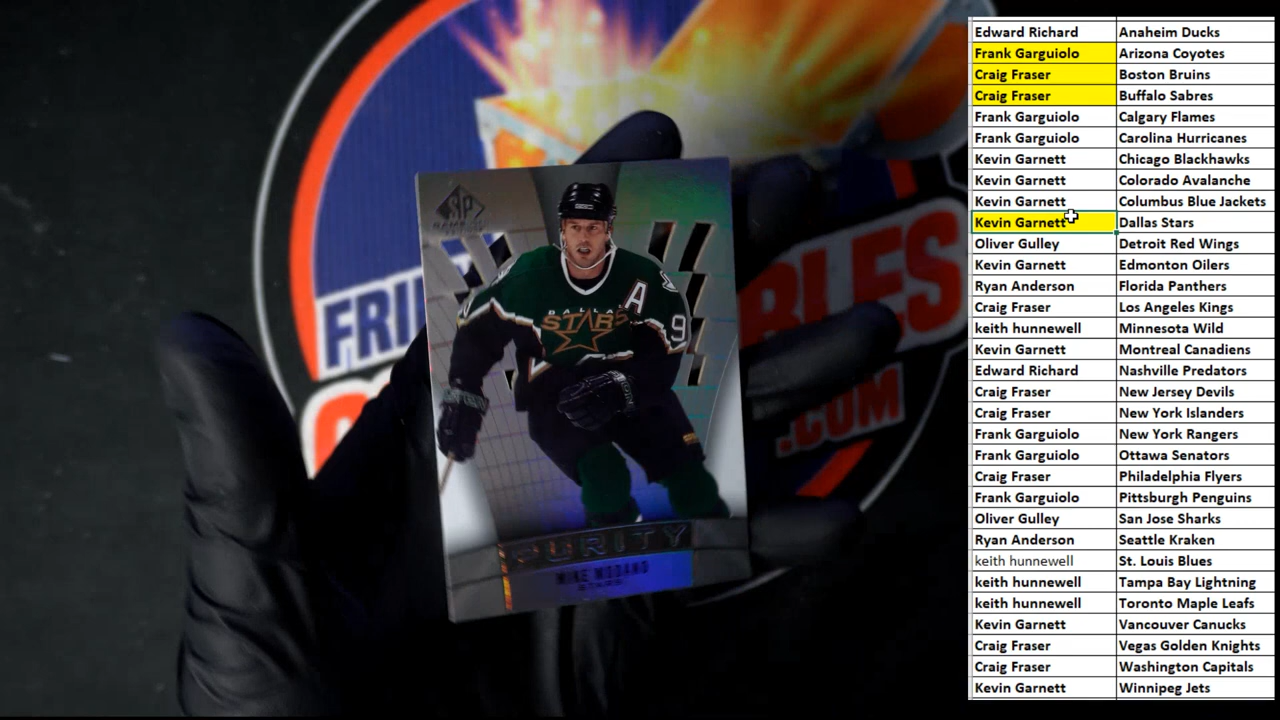 SP
DALLAS
STARS
A
9
PURITY
MIKE MODANO
STARS
.COM
Edward Richard Anaheim Ducks
Frank Garguiolo Arizona Coyotes
Craig Fraser Boston Bruins
Craig Fraser Buffalo Sabres
Frank Garguiolo Calgary Flames
Frank Garguiolo Carolina Hurricanes
Kevin Garnett Chicago Blackhawks
Kevin Garnett Colorado Avalanche
Kevin Garnett Columbus Blue Jackets
Kevin Garnett Dallas Stars
Oliver Gulley Detroit Red Wings
Kevin Garnett Edmonton Oilers
Ryan Anderson Florida Panthers
Craig Fraser Los Angeles Kings
keith hunnewell Minnesota Wild
Kevin Garnett Montreal Canadiens
Edward Richard Nashville Predators
Craig Fraser New Jersey Devils
Craig Fraser New York Islanders
Frank Garguiolo New York Rangers
Frank Garguiolo Ottawa Senators
Craig Fraser Philadelphia Flyers
Frank Garguiolo Pittsburgh Penguins
Oliver Gulley San Jose Sharks
Ryan Anderson Seattle Kraken
keith hunnewell St. Louis Blues
keith hunnewell Tampa Bay Lightning
keith hunnewell Toronto Maple Leafs
Kevin Garnett Vancouver Canucks
Craig Fraser Vegas Golden Knights
Craig Fraser Washington Capitals
Kevin Garnett Winnipeg Jets